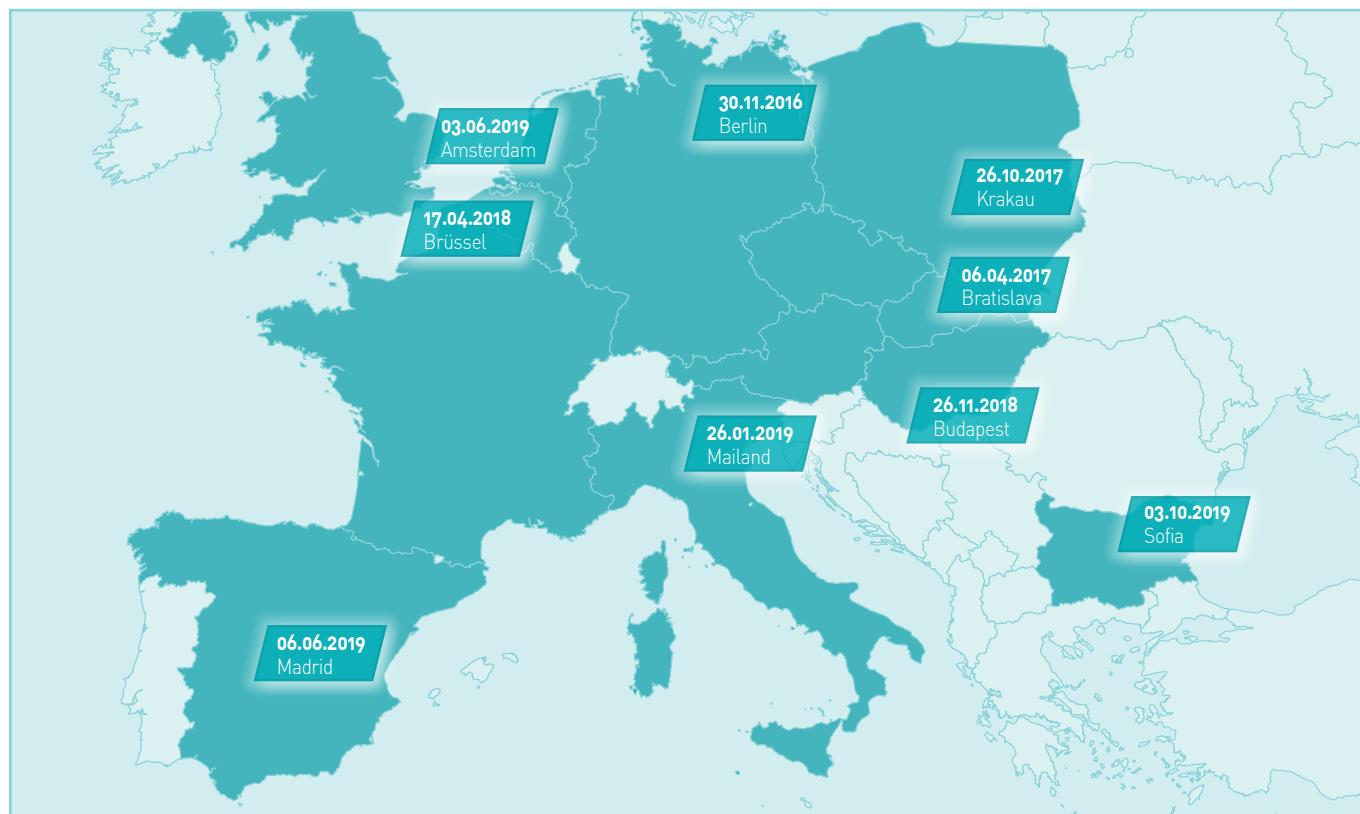 30.11.2016
Berlin
03.06.2019
Amsterdam
26.10.2017
Krakau
17.04.2018
Brüssel
06.04.2017
Bratislava
26.11.2018
Budapest
26.01.2019
Mailand
03.10.2019
Sofia
06.06.2019
Madrid